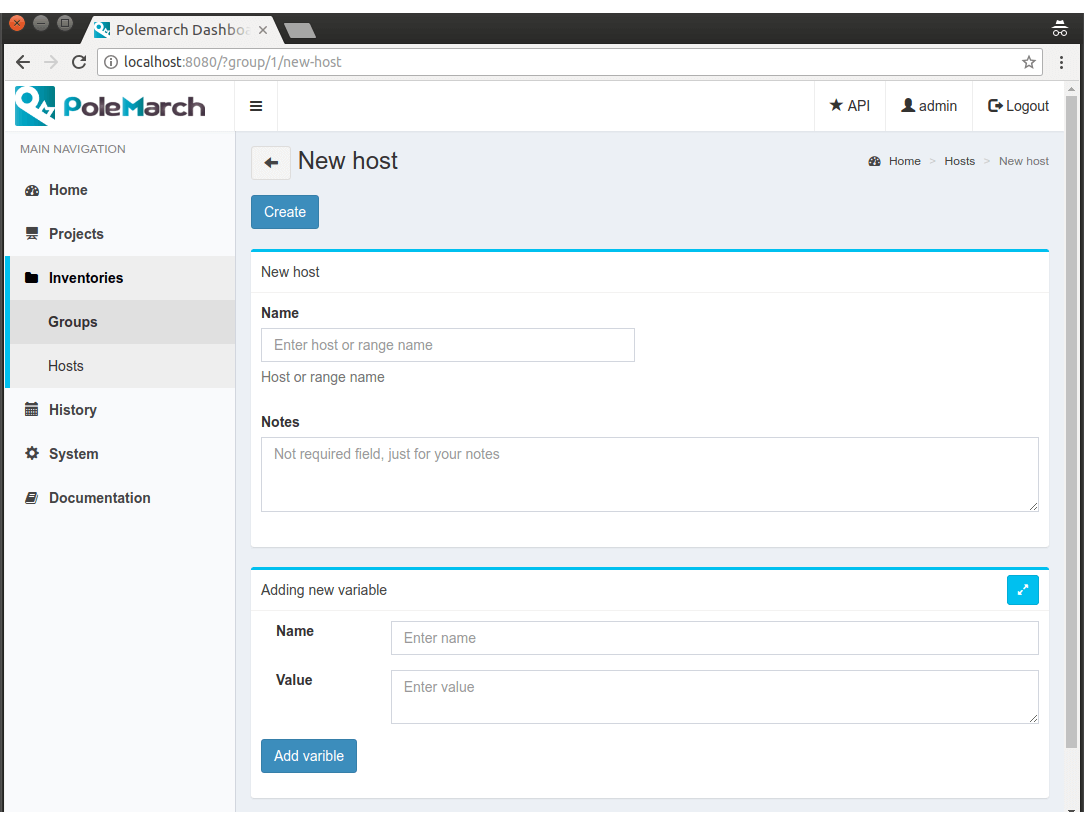 Polemarch Dashboa
localhost:8080/?group/1/new-host
PoleMarch
API
admin
Logout
MAIN NAVIGATION
Home
Projects
Inventories
Groups
Hosts
History
System
Documentation
New host
Home > Hosts > New host
Create
New host
Name
Enter host or range name
Host or range name
Notes
Not required field, just for your notes
Adding new variable
Name
Enter name
Value
Enter value
Add varible